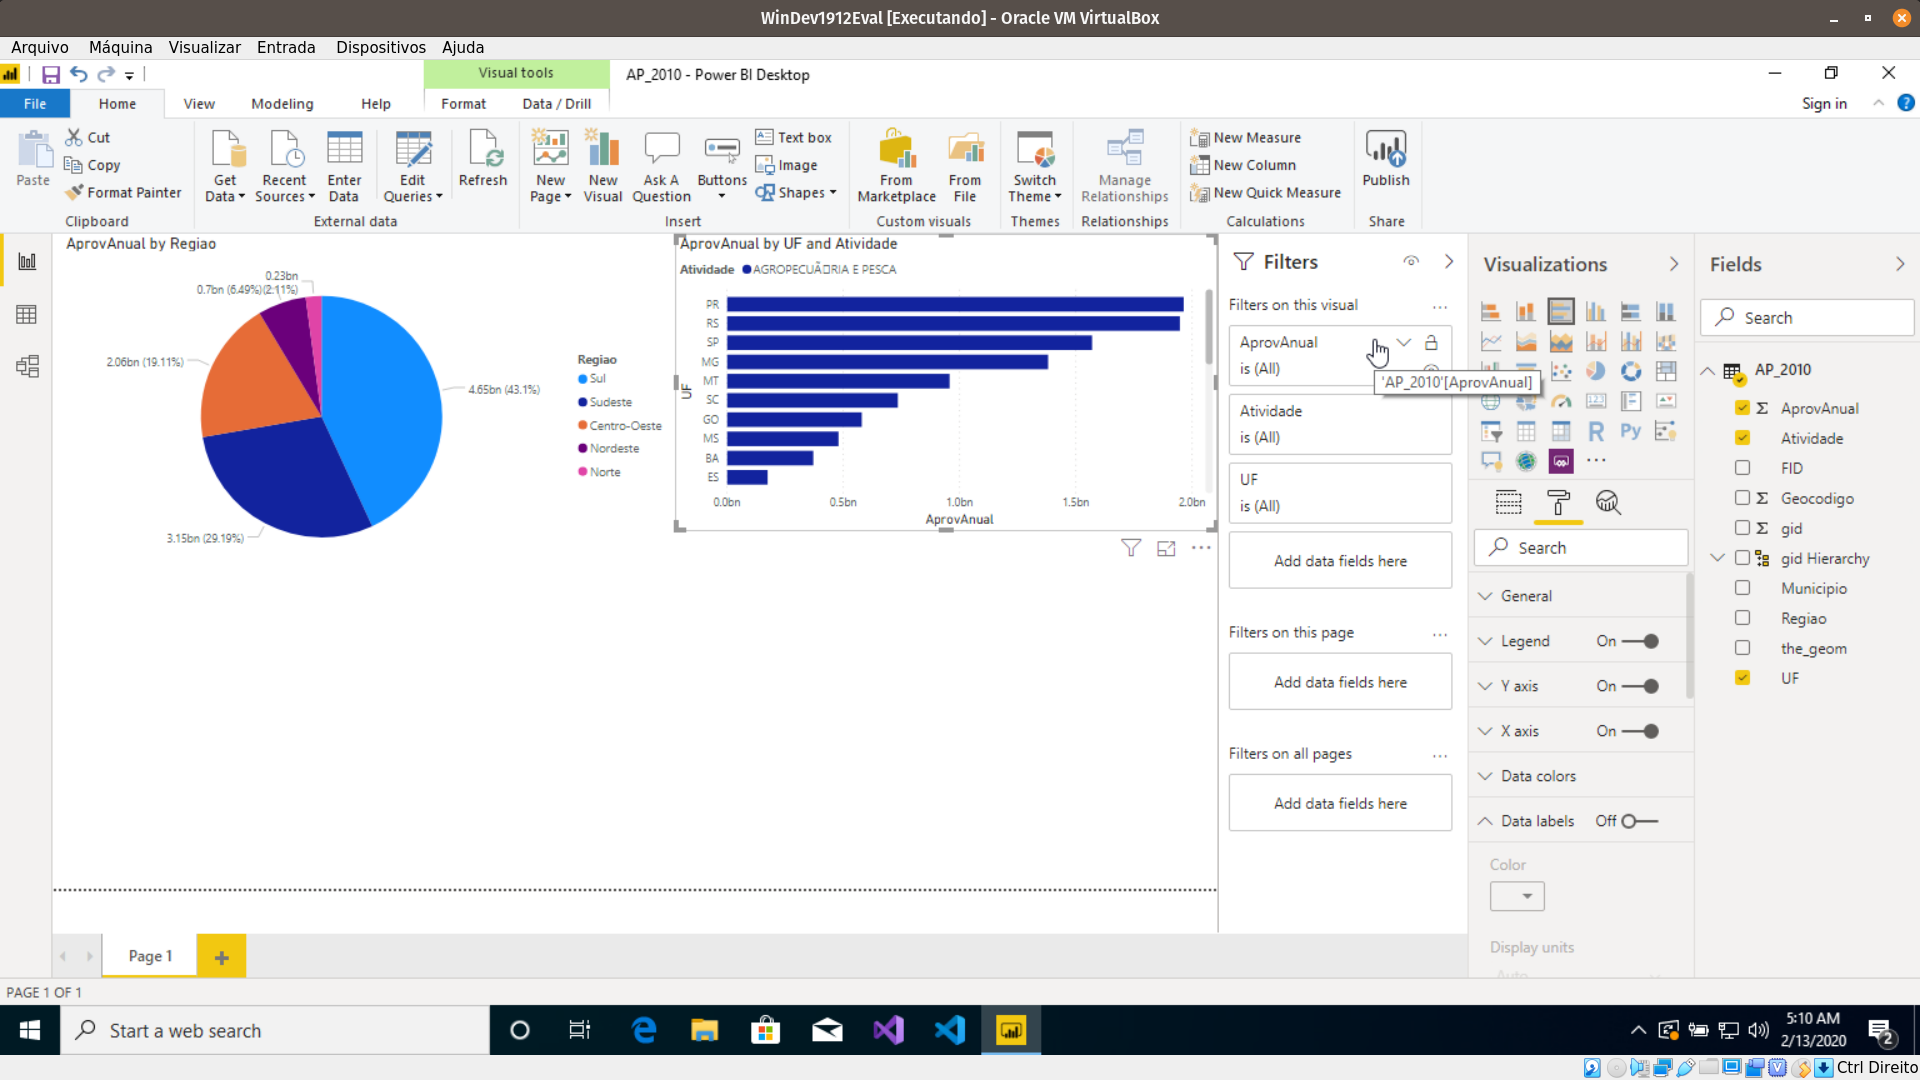 WinDev1912Eval [Executando] - Oracle VM VirtualBox
Arquivo Máquina Visualizar Entrada Dispositivos Ajuda
Visual tools
AP_2010 - Power BI Desktop
File Home View Modeling Help Format Data / Drill Sign in
Paste
Cut
Copy
Format Painter
Clipboard
Get Data
Recent Sources
Enter Data
Edit Queries
Refresh
External data
New Page
New Visual
Ask A Question
Buttons
Text box
Image
Shapes
Insert
From Marketplace
From File
Custom visuals
Switch Theme
Themes
Manage Relationships
Relationships
New Measure
New Column
New Quick Measure
Calculations
Publish
Share
AprovAnual by Regiao
0.23bn
(2.11%)
0.7bn (6.49%)
2.06bn (19.11%)
4.65bn (43.1%)
3.15bn (29.19%)
Regiao
Sul
Sudeste
Centro-Oeste
Nordeste
Norte
AprovAnual by UF and Atividade
Atividade AGROPECUÃ▯RIA E PESCA
UF
PR
RS
SP
MG
MT
SC
GO
MS
BA
ES
0.0bn 0.5bn 1.0bn 1.5bn 2.0bn
AprovAnual
Filters
Filters on this visual
AprovAnual
is (All)
'AP_2010'[AprovAnual]
Atividade
is (All)
UF
is (All)
Add data fields here
Filters on this page
Add data fields here
Filters on all pages
Add data fields here
Visualizations
R Py
Search
General
Legend On
Y axis On
X axis On
Data colors
Data labels Off
Color
Display units
Auto
Fields
Search
AP_2010
AprovAnual
Atividade
FID
Geocodigo
gid
gid Hierarchy
Municipio
Regiao
the_geom
UF
Page 1
PAGE 1 OF 1
Start a web search
5:10 AM
2/13/2020
2
Ctrl Direito